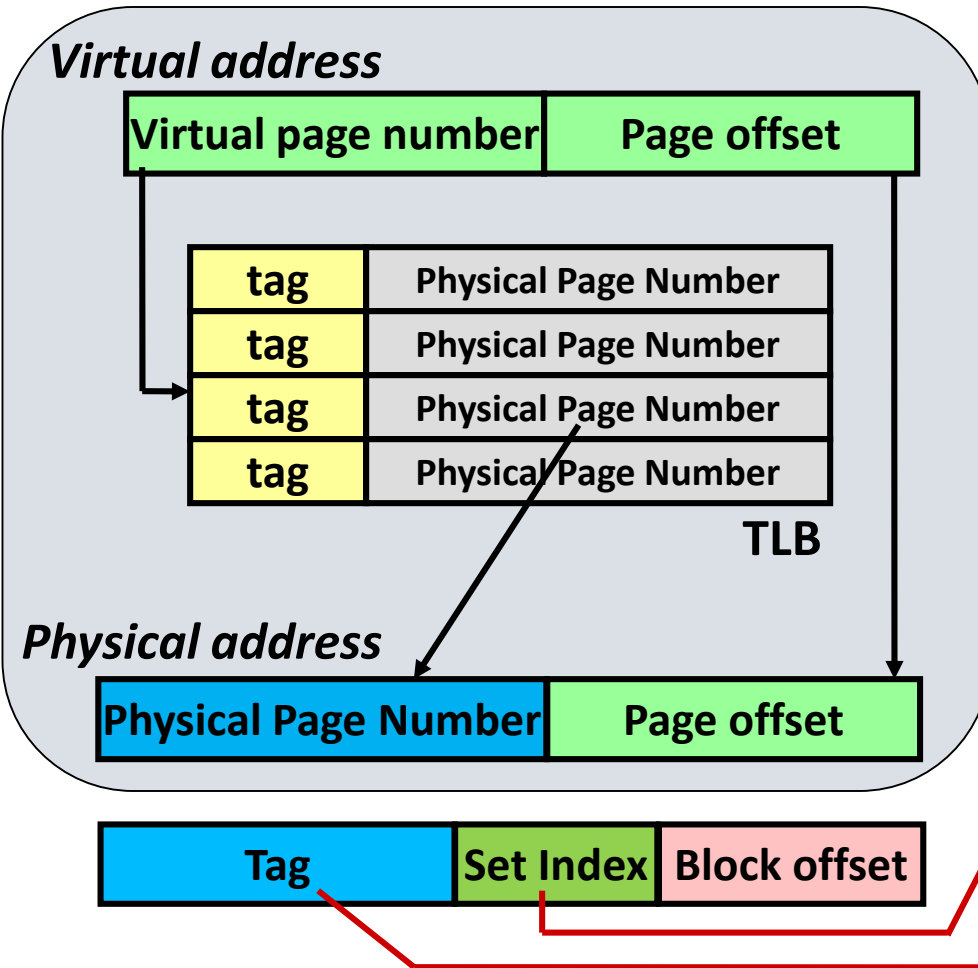 Virtual address
Virtual page number Page offset
tag Physical Page Number
tag Physical Page Number
tag Physical Page Number
tag Physical Page Number
TLB
Physical address
Physical Page Number Page offset
Tag Set Index Block offset